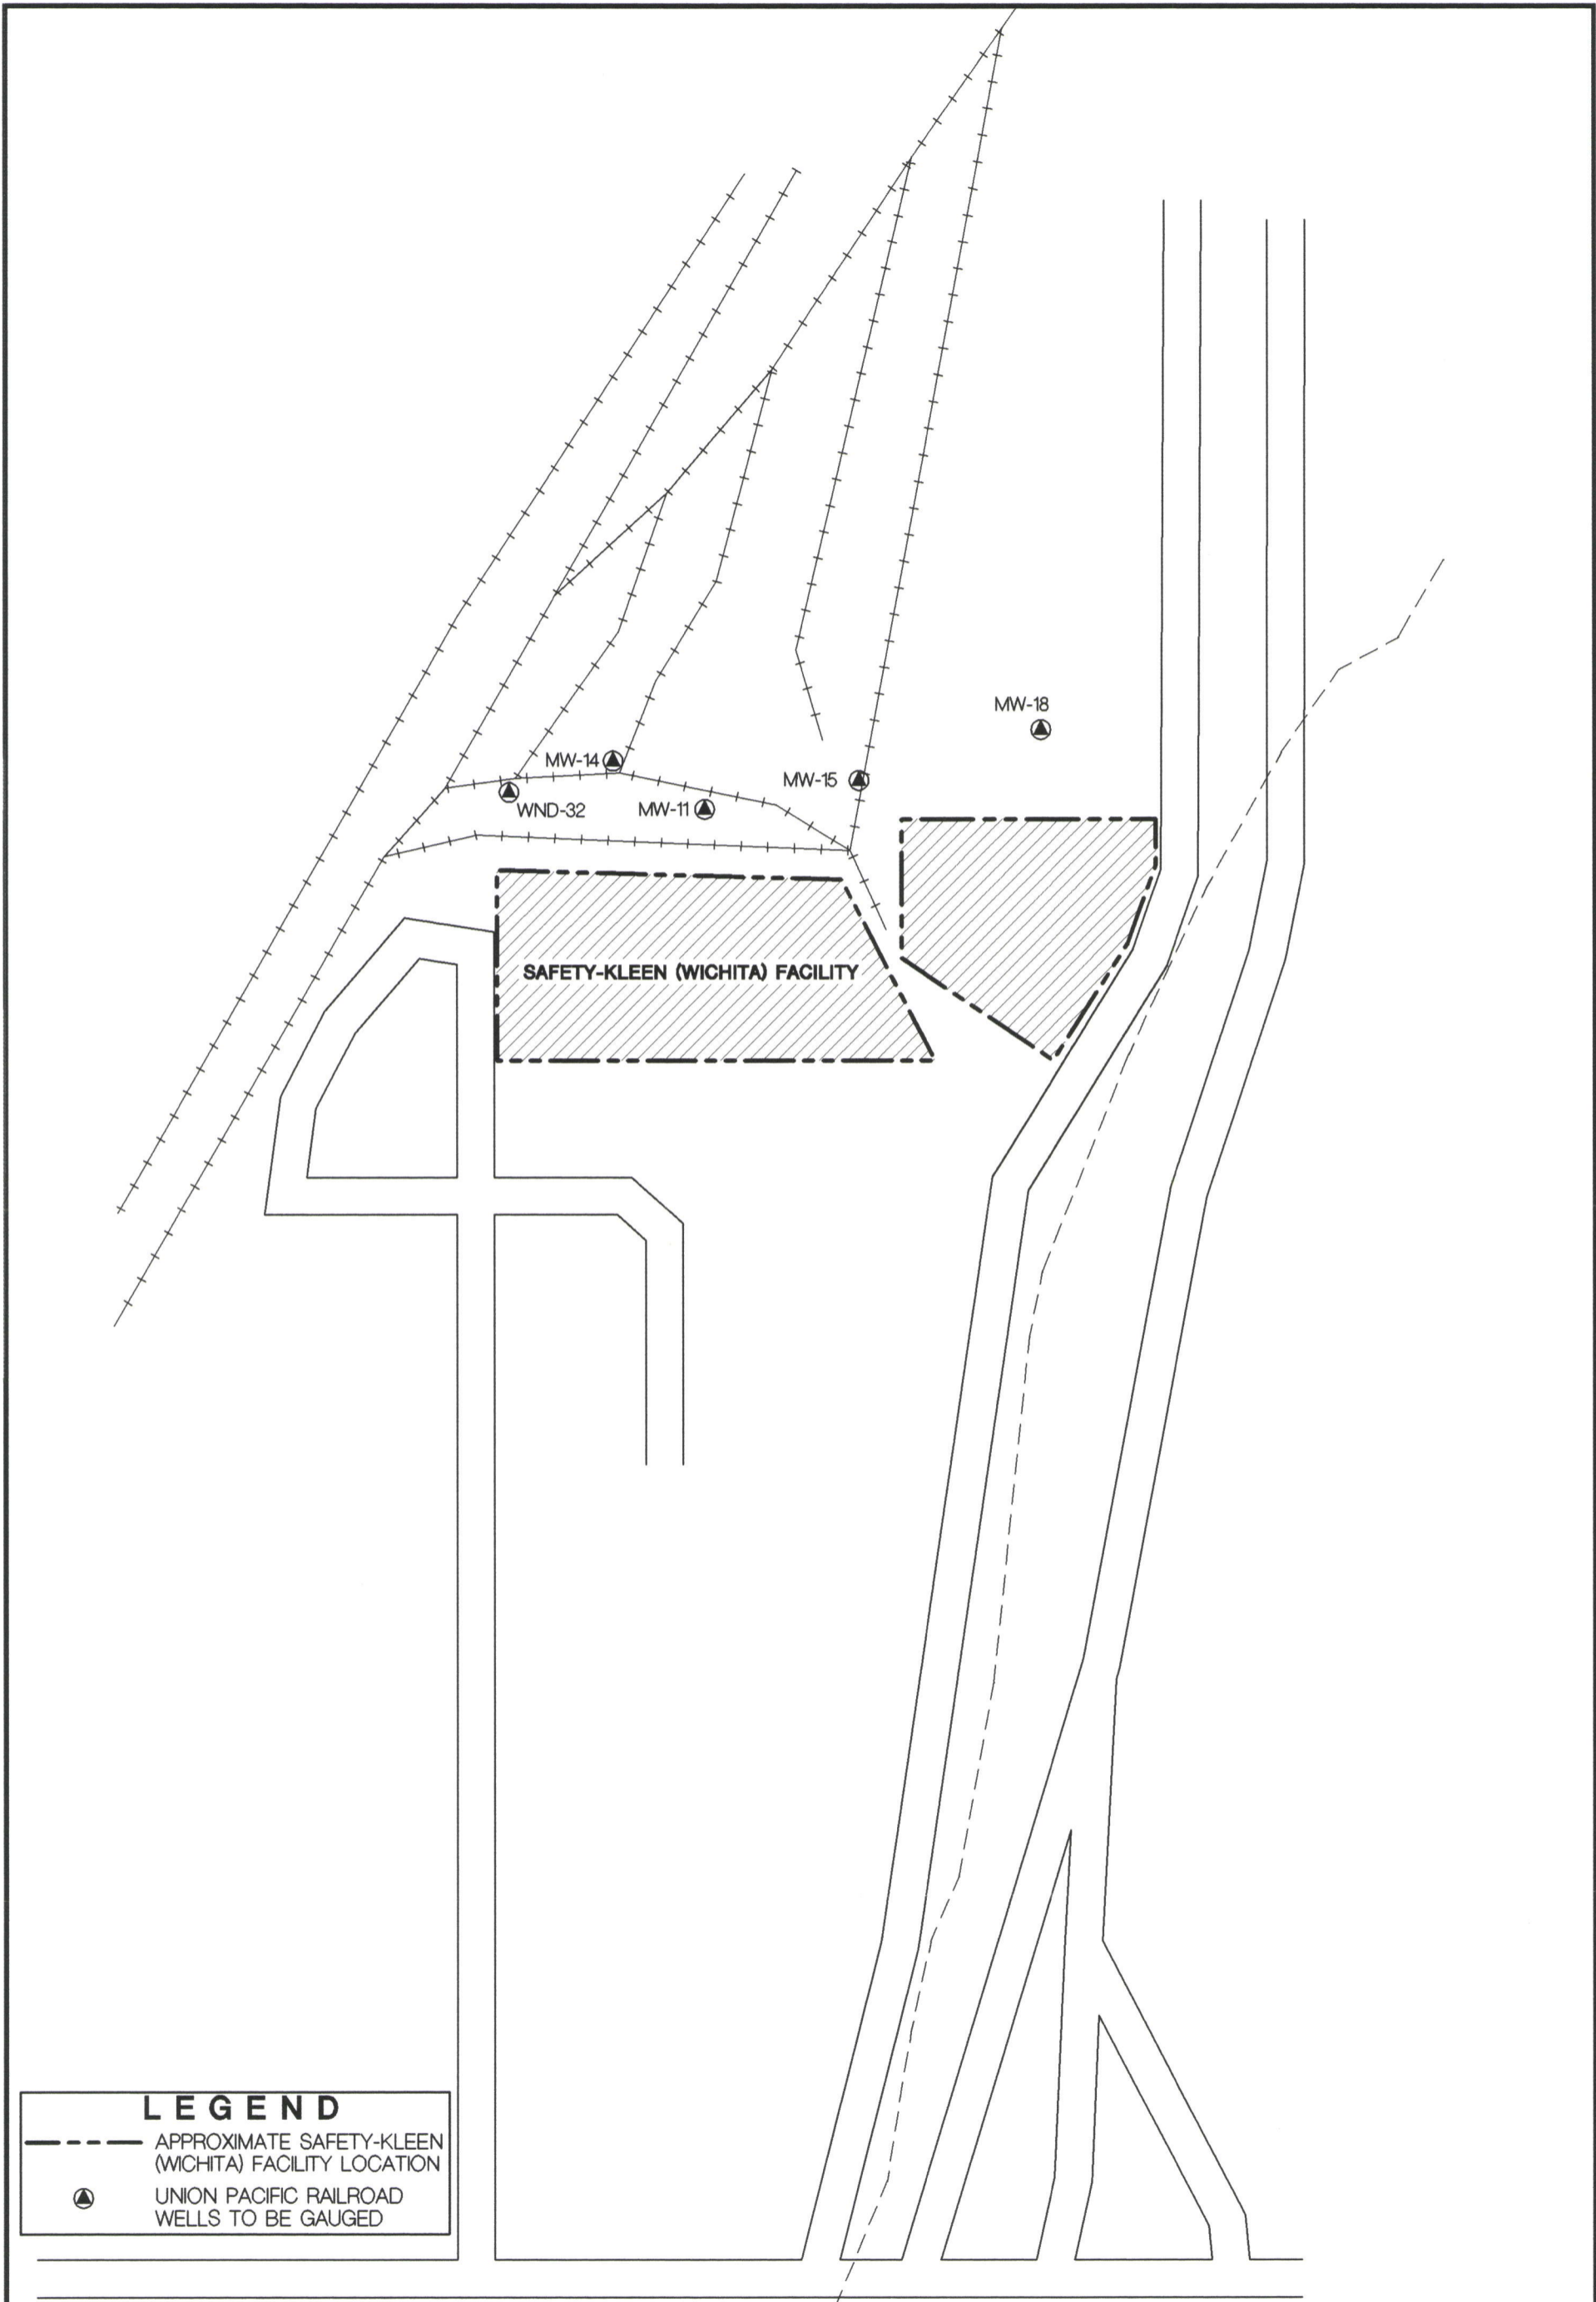 MW-18
MW-14
MW-15
WND-32
MW-11
SAFETY-KLEEN (WICHITA) FACILITY
LEGEND
APPROXIMATE SAFETY-KLEEN
(WICHITA) FACILITY LOCATION
UNION PACIFIC RAILROAD
WELLS TO BE GAUGED